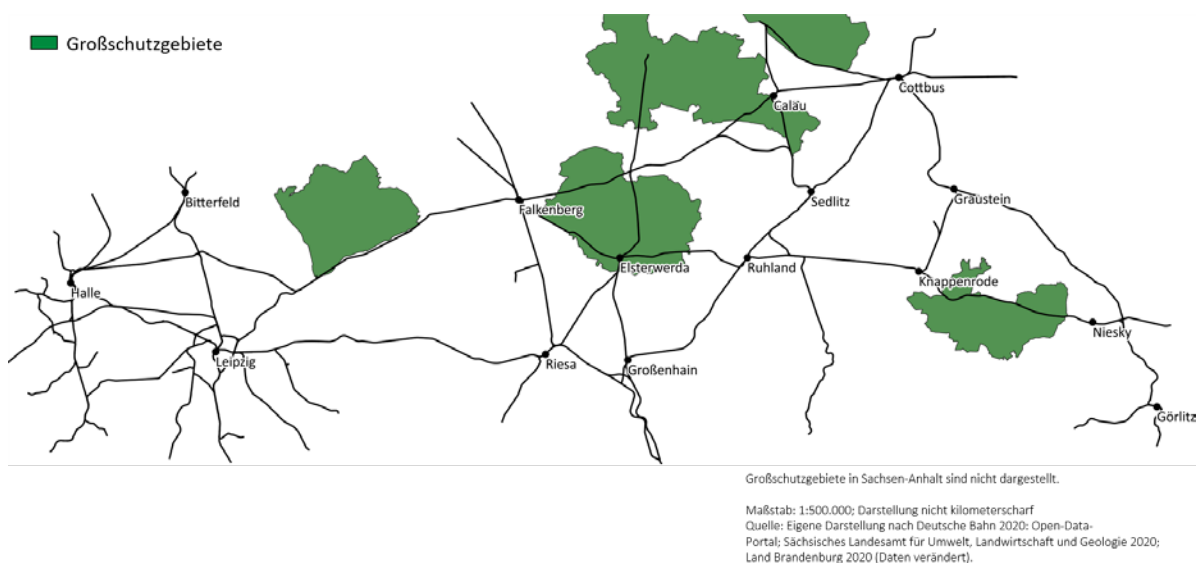 Großschutzgebiete
Cottbus
Calau
Bitterfeld
Falkenberg
Sedlitz
Graustein
Halle
Elsterwerda
Ruhland
Knappenrode
Leipzig
Riesa
Großenhain
Niesky
Görlitz
Großschutzgebiete in Sachsen-Anhalt sind nicht dargestellt.
Maßstab: 1:500.000; Darstellung nicht kilometerscharf
Quelle: Eigene Darstellung nach Deutsche Bahn 2020: Open-Data-
Portal; Sächsisches Landesamt für Umwelt, Landwirtschaft und Geologie 2020;
Land Brandenburg 2020 (Daten verändert).